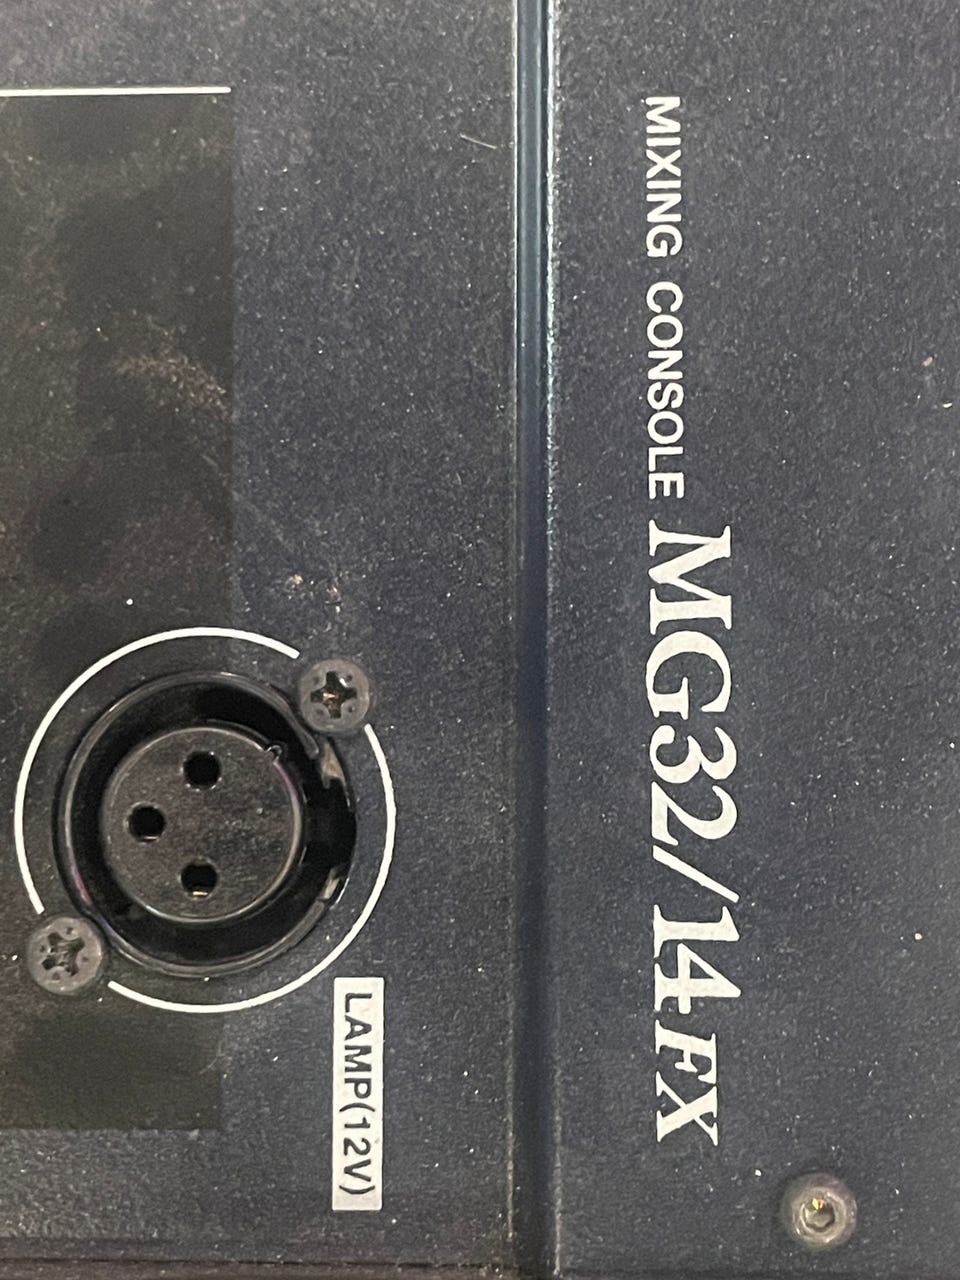 MIXING CONSOLE MG32/14FX
LAMP(12V)